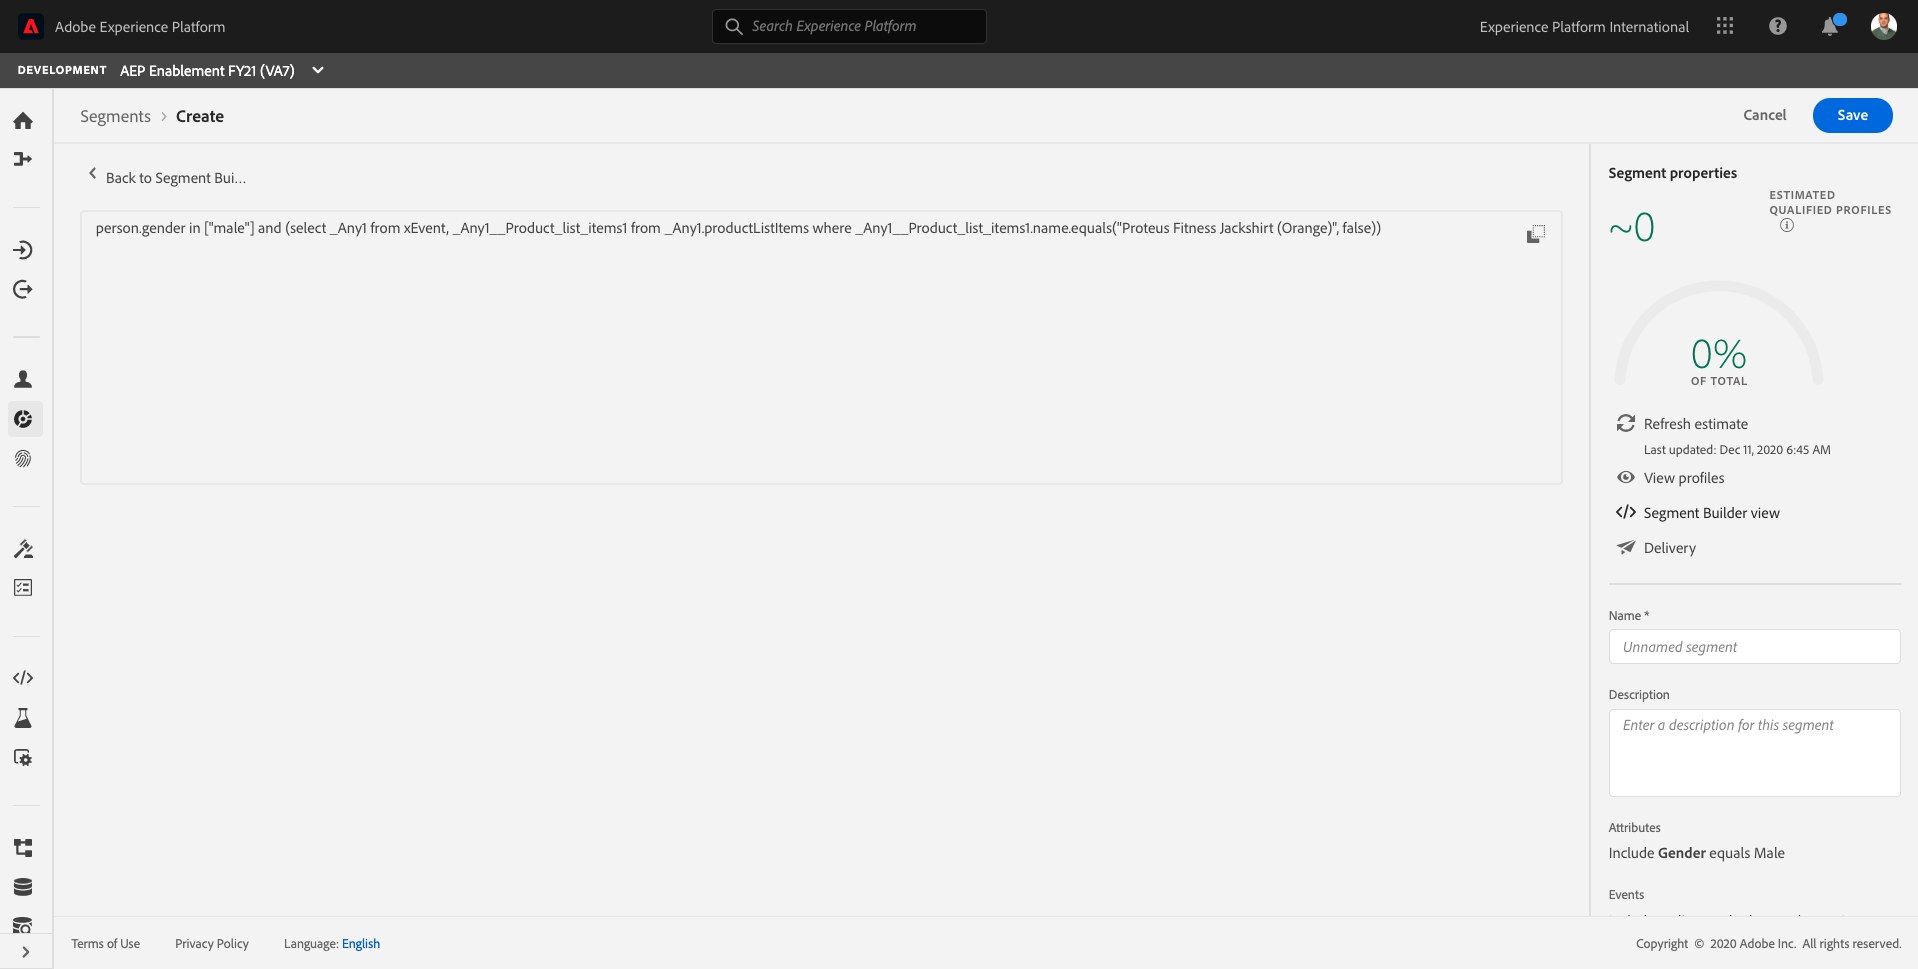 Adobe Experience Platform
Search Experience Platform
Experience Platform International
DEVELOPMENT AEP Enablement FY21 (VA7)
Segments > Create
Cancel
Save
Back to Segment Bui...
person.gender in ["male"] and (select _Any1 from xEvent, _Any1__Product_list_items1 from _Any1.productListItems where _Any1__Product_list_items1.name.equals("Proteus Fitness Jackshirt (Orange)", false))
Segment properties
~0
ESTIMATED
QUALIFIED PROFILES
0%
OF TOTAL
Refresh estimate
Last updated: Dec 11, 2020 6:45 AM
View profiles
Segment Builder view
Delivery
Name *
Unnamed segment
Description
Enter a description for this segment
Attributes
Include Gender equals Male
Events
Terms of Use
Privacy Policy
Language: English
Copyright © 2020 Adobe Inc. All rights reserved.